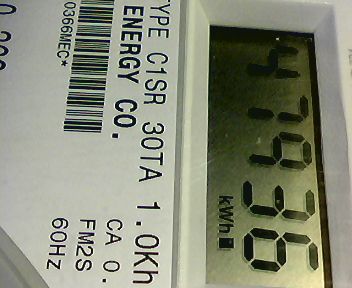 47936
kWh
YPE C1SR 30TA 1.0Kh
ENERGY CO.
CA 0.
FM2S
60HZ
0366MEC*